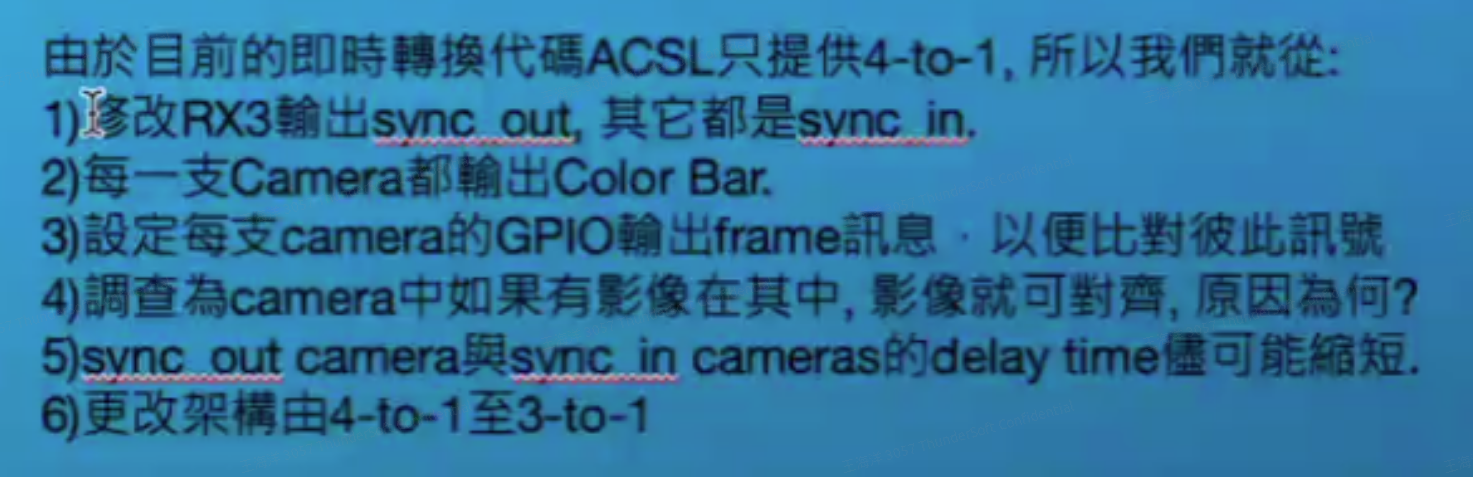 由於目前的即時轉換代碼ACSL只提供4-to-1, 所以我們就從:
1)修改RX3輸出sync_out, 其它都是sync_in.
2)每一支Camera都輸出Color Bar.
3)設定每支camera的GPIO輸出frame訊息，以便比對彼此訊號
4)調查為camera中如果有影像在其中, 影像就可對齊, 原因為何?
5)sync_out camera與sync_in cameras的delay time儘可能縮短.
6)更改架構由4-to-1至3-to-1